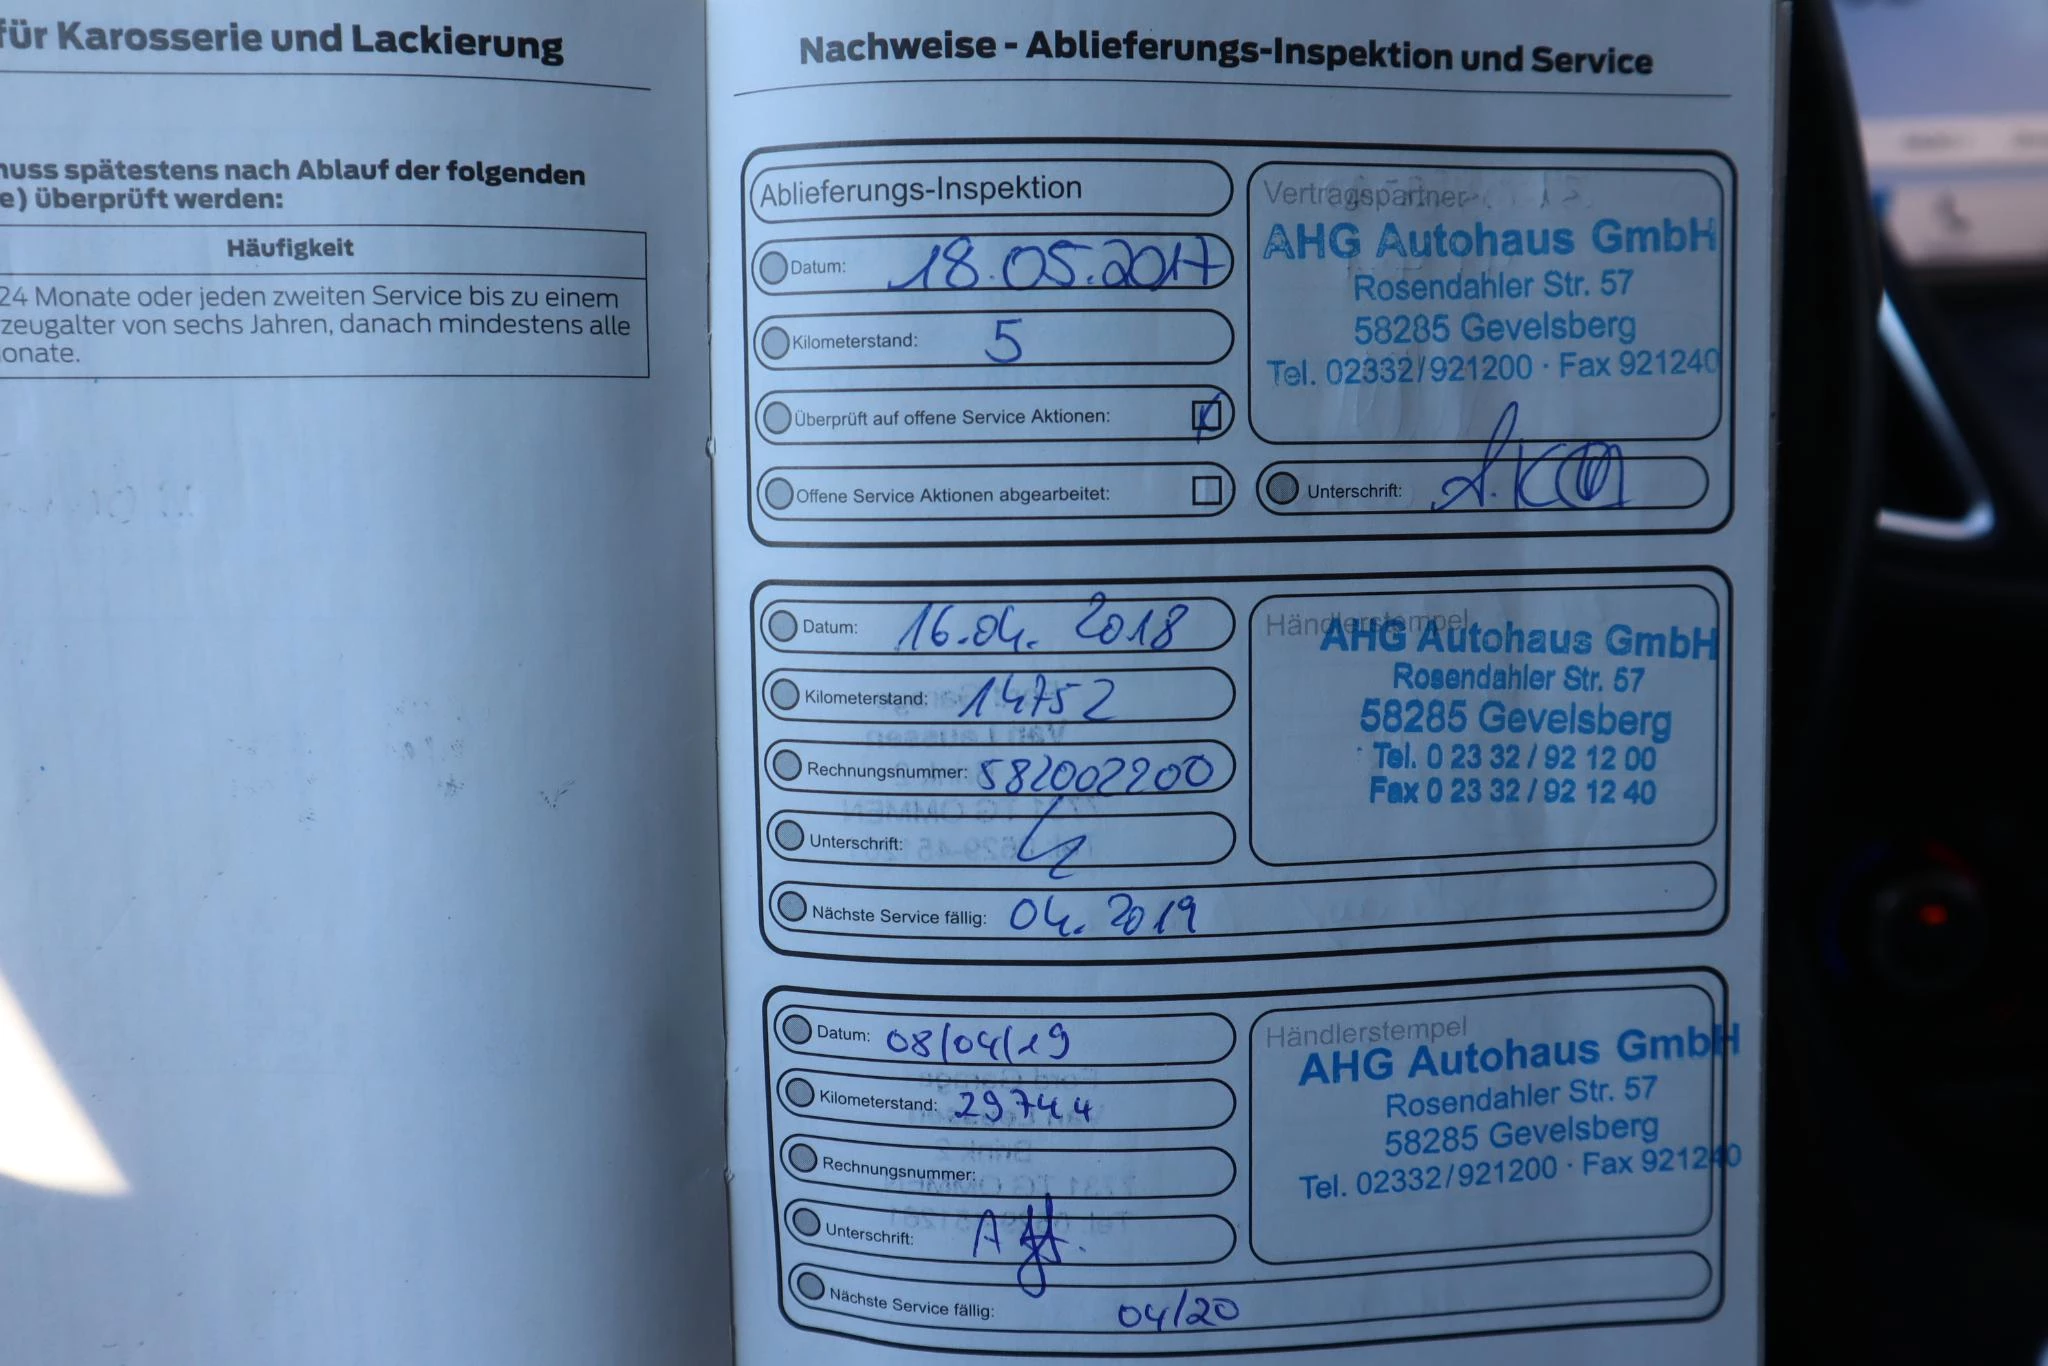 für Karosserie und Lackierung
nuss spätestens nach Ablauf der folgenden
e) überprüft werden:
Häufigkeit
24 Monate oder jeden zweiten Service bis zu einem
zeugalter von sechs Jahren, danach mindestens alle
onate.
Nachweise - Ablieferungs-Inspektion und Service
Ablieferungs-Inspektion
Datum: 18.05.2017
Kilometerstand: 5
Überprüft auf offene Service Aktionen:
Offene Service Aktionen abgearbeitet:
Vertragspartner
AHG Autohaus GmbH
Rosendahler Str. 57
58285 Gevelsberg
Tel. 02332/921200 · Fax 921240
Unterschrift:
Datum: 16.04.2018
Kilometerstand: 14752
Rechnungsnummer: 582002200
Unterschrift:
Nächste Service fällig: 04.2019
Händlerstempel
AHG Autohaus GmbH
Rosendahler Str. 57
58285 Gevelsberg
Tel. 0 23 32 / 92 12 00
Fax 0 23 32 / 92 12 40
Datum: 08/04/19
Kilometerstand: 29744
Rechnungsnummer:
Unterschrift:
Nächste Service fällig: 04/20
Händlerstempel
AHG Autohaus GmbH
Rosendahler Str. 57
58285 Gevelsberg
Tel. 02332/921200 · Fax 921240